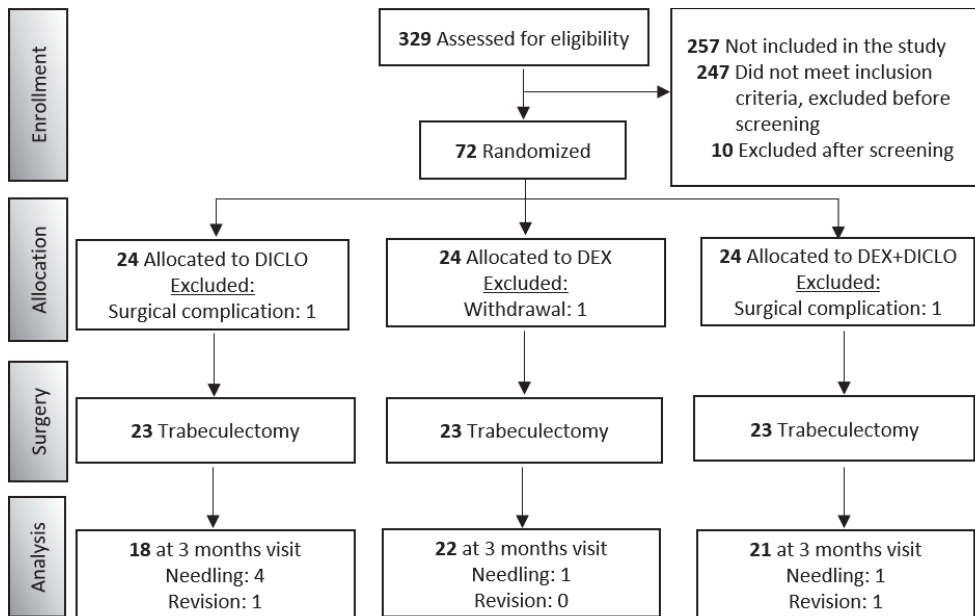 Enrollment
329 Assessed for eligibility
257 Not included in the study
247 Did not meet inclusion
criteria, excluded before
screening
10 Excluded after screening
72 Randomized
Allocation
24 Allocated to DICLO
Excluded:
Surgical complication: 1
24 Allocated to DEX
Excluded:
Withdrawal: 1
24 Allocated to DEX+DICLO
Excluded:
Surgical complication: 1
Surgery
23 Trabeculectomy
23 Trabeculectomy
23 Trabeculectomy
Analysis
18 at 3 months visit
Needling: 4
Revision: 1
22 at 3 months visit
Needling: 1
Revision: 0
21 at 3 months visit
Needling: 1
Revision: 1